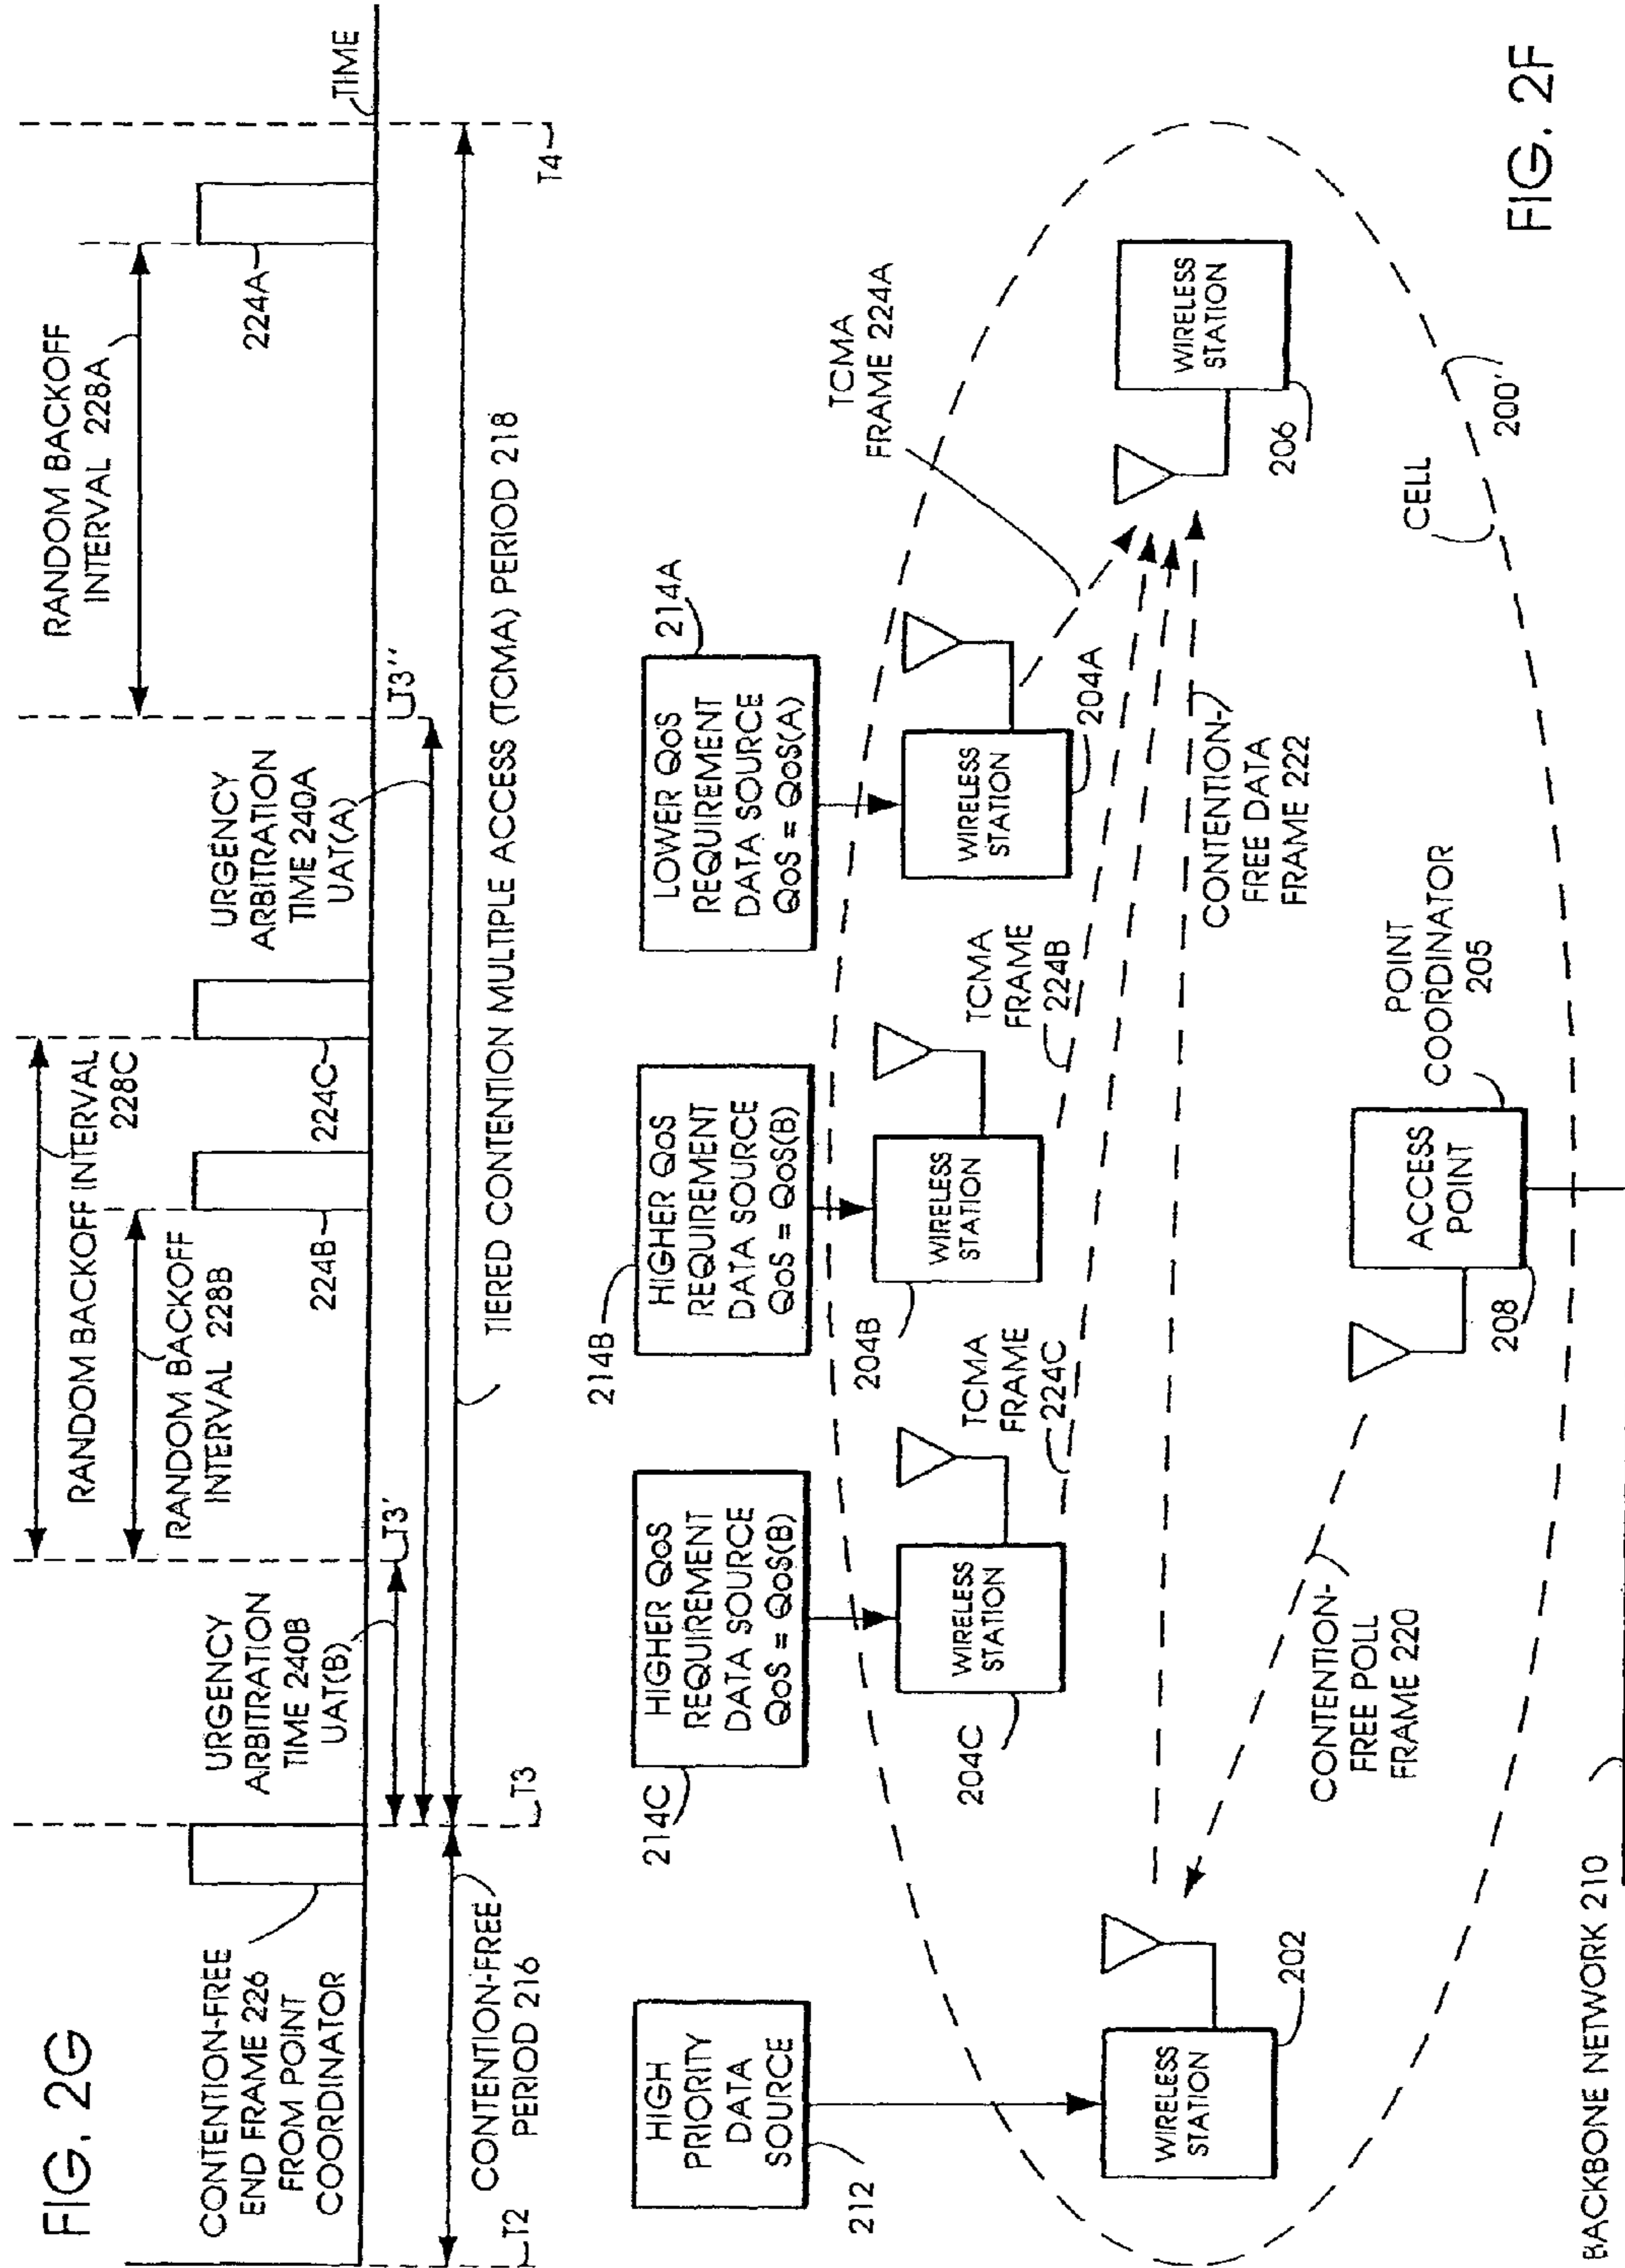 FIG. 2G
CONTENTION-FREE
END FRAME 226
FROM POINT
COORDINATOR
URGENCY
ARBITRATION
TIME 240B
UAT(B)
RANDOM BACKOFF INTERVAL
228C
RANDOM BACKOFF
INTERVAL 228B
224B
224C
URGENCY
ARBITRATION
TIME 240A
UAT(A)
RANDOM BACKOFF
INTERVAL 228A
224A
TIME
T2
CONTENTION-FREE
PERIOD 216
T3
T3'
T3''
TIERED CONTENTION MULTIPLE ACCESS (TCMA) PERIOD 218
T4
HIGH
PRIORITY
DATA
SOURCE
212
WIRELESS
STATION
202
214C
HIGHER QoS
REQUIREMENT
DATA SOURCE
QoS = QoS(B)
WIRELESS
STATION
204C
TCMA
FRAME
224C
214B
HIGHER QoS
REQUIREMENT
DATA SOURCE
QoS = QoS(B)
WIRELESS
STATION
204B
TCMA
FRAME
224B
214A
LOWER QoS
REQUIREMENT
DATA SOURCE
QoS = QoS(A)
WIRELESS
STATION
204A
TCMA
FRAME 224A
WIRELESS
STATION
206
CONTENTION-
FREE DATA
FRAME 222
CONTENTION-
FREE POLL
FRAME 220
ACCESS
POINT
208
POINT
COORDINATOR
205
CELL
200'
BACKBONE NETWORK 210
FIG. 2F